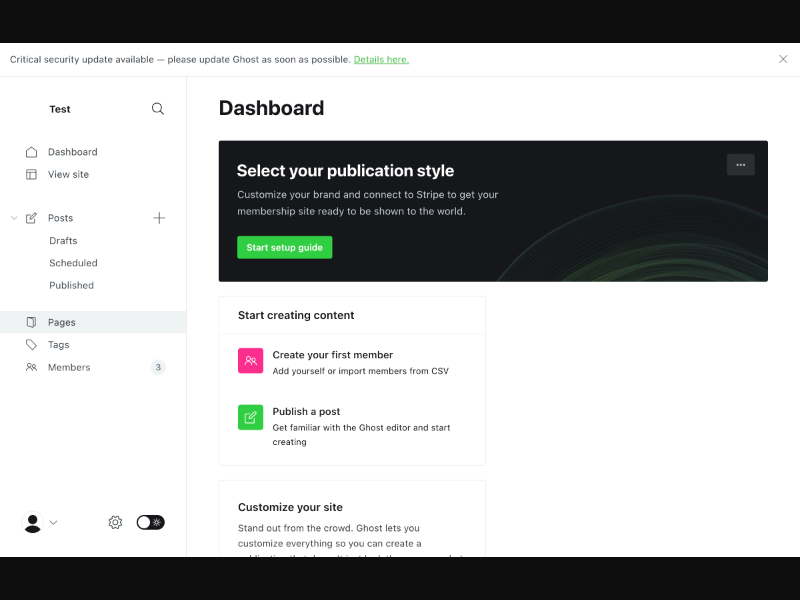 Critical security update available — please update Ghost as soon as possible. Details here.
Test
Dashboard
View site
Posts
Drafts
Scheduled
Published
Pages
Tags
Members 3
Dashboard
Select your publication style
Customize your brand and connect to Stripe to get your
membership site ready to be shown to the world.
Start setup guide
Start creating content
Create your first member
Add yourself or import members from CSV
Publish a post
Get familiar with the Ghost editor and start
creating
Customize your site
Stand out from the crowd. Ghost lets you
customize everything so you can create a